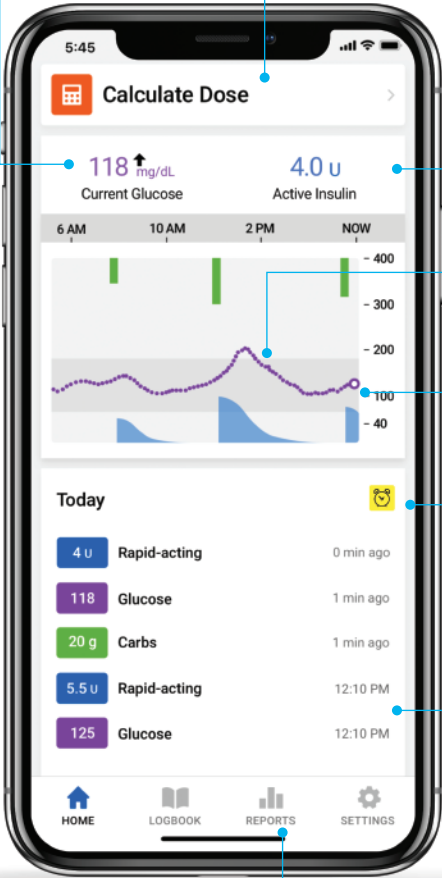 5:45
Calculate Dose
118 mg/dL
4.0 U
Current Glucose
Active Insulin
6 AM 10 AM 2 PM NOW
- 400
- 300
- 200
100
- 40
Today
4 U Rapid-acting 0 min ago
118 Glucose 1 min ago
20 g Carbs 1 min ago
5.5 U Rapid-acting 12:10 PM
125 Glucose 12:10 PM
HOME LOGBOOK REPORTS SETTINGS